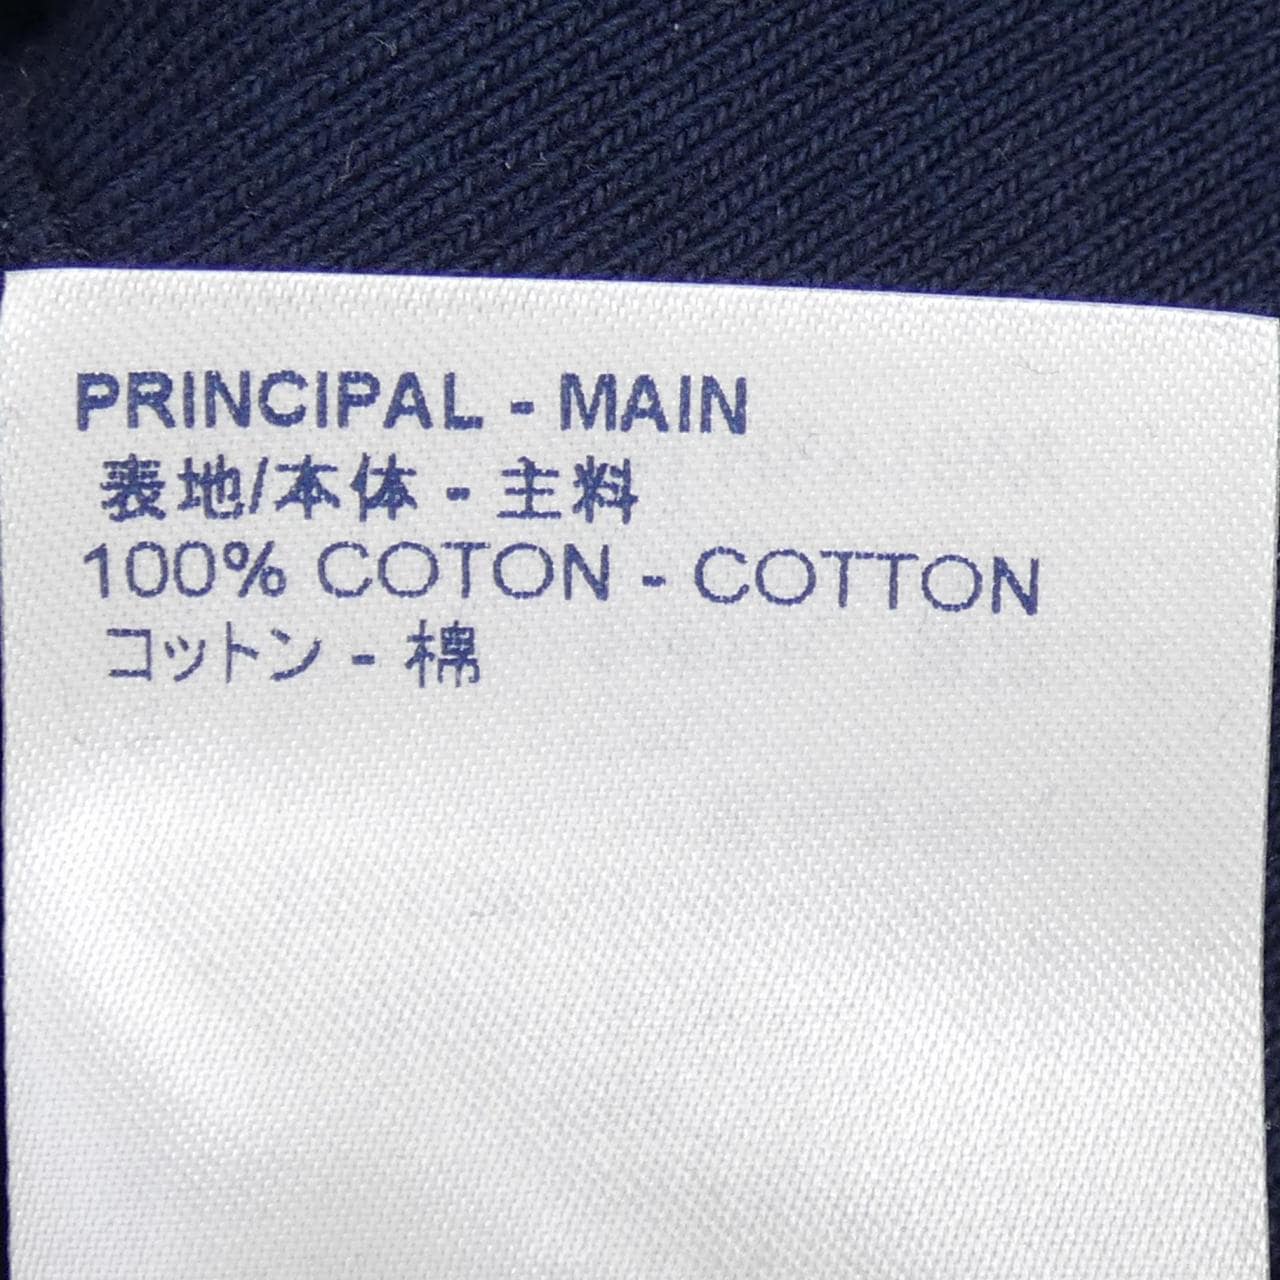 PRINCIPAL - MAIN
表地/本体 - 主料
100% COTON - COTTON
コットン - 棉